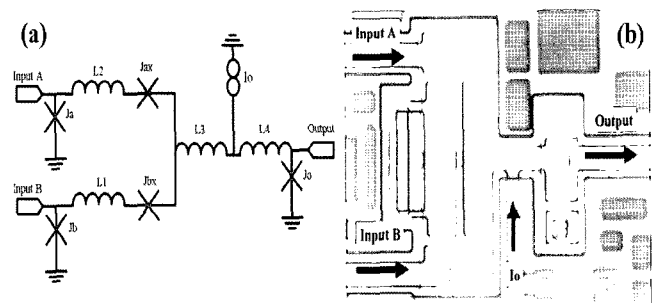 (a)
Input A
L2
Jax
Io
Ja
L3
L4
Output
Input B
L1
Jbx
Jo
Jb
Input A
(b)
Output
Input B
Io